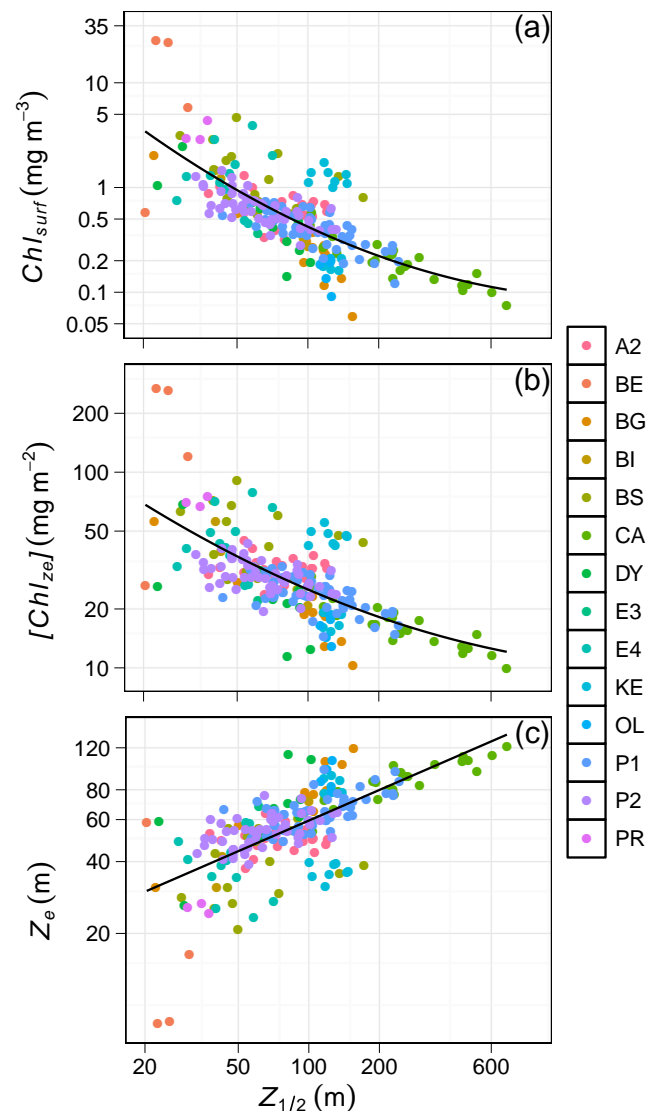 (a)
35
10
5
1
0.5
0.2
0.1
0.05
Chl_surf (mg m⁻³)
(b)
200
100
50
20
10
[Chl_ze] (mg m⁻²)
(c)
120
80
60
40
20
Z_e (m)
20 50 100 200 600
Z_1/2 (m)
A2
BE
BG
BI
BS
CA
DY
E3
E4
KE
OL
P1
P2
PR